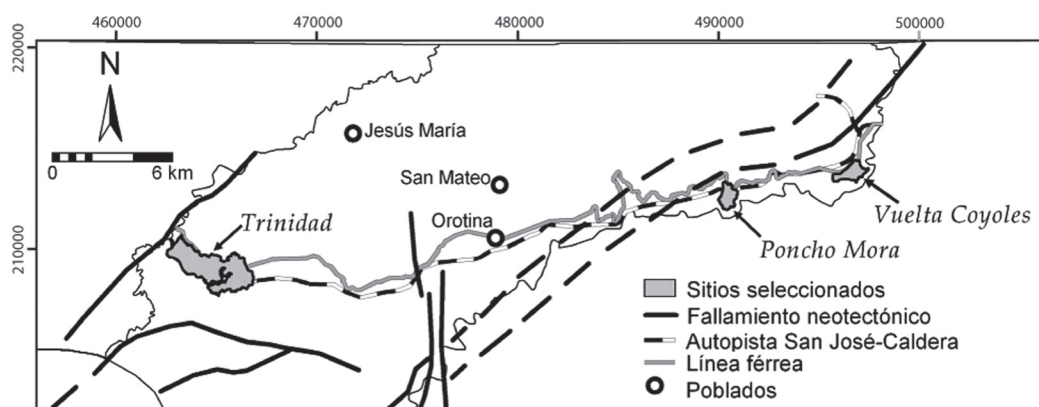 460000 470000 480000 490000 500000
220000
N
Jesús María
0 6 km
San Mateo
Trinidad
Orotina
Vuelta Coyoles
Poncho Mora
210000
Sitios seleccionados
Fallamiento neotectónico
Autopista San José-Caldera
Línea férrea
Poblados